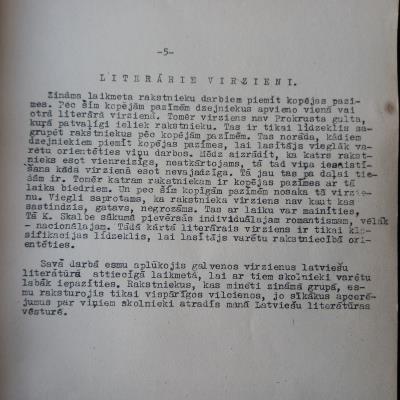 -5-
LITERĀRIE VIRZIENI.
Zināma laikmeta rakstnieku darbiem piemīt kopējas pazī-
mes. Pēc šīm kopējām pazīmēm dzejniekus apvieno vienā vai
otrā literārā virzienā. Tomēr virziens nav Prokrusta gulta,
kuŗā patvaļīgi ieliek rakstnieku. Tas ir tikai līdzeklis sa-
grupēt rakstniekus pēc kopējām pazīmēm. Tas norāda, kādiem
dzejniekiem piemīt kopējas pazīmes, lai lasītājs vieglāk va-
rētu orientēties viņu darbos. Mēdz aizrādīt, ka katrs rakst-
nieks esot vienreizīgs, neatkārtojams, tā tad viņa iesaistī-
šana kādā virzienā esot nevajadzīga. Tā jau tas pa daļai tie-
šām ir. Tomēr katram rakstniekam ir kopējas pazīmes ar tā
laika biedriem. Un pec šīm kopīgām pazīmēm nosaka tā virzie-
nu. Viegli saprotams, ka rakstnieka virziens nav kaut kas
sastindzis, gatavs, negrozāms. Tas ar laiku var mainīties,
Tā K. Skalbe sākumā pievērsās individuālajam romantismam, vēlāk
- nacionālajam. Tādā kārtā literārais virziens ir tikai kla-
sifikacijas līdzeklis, lai lasītājs varētu rakstniecībā ori-
entēties.
Savā darbā esmu aplūkojis galvenos virzienus latviešu
literatūrā attiecīgā laikmetā, lai ar tiem skolnieki varētu
labāk iepazīties. Rakstniekus, kas minēti zināmā grupā, es-
mu raksturojis tikai vispārīgos vilcienos, jo sīkākus apcerē-
jumus par viņiem skolnieki atradīs manā Latviešu literatūras
vēsturē.